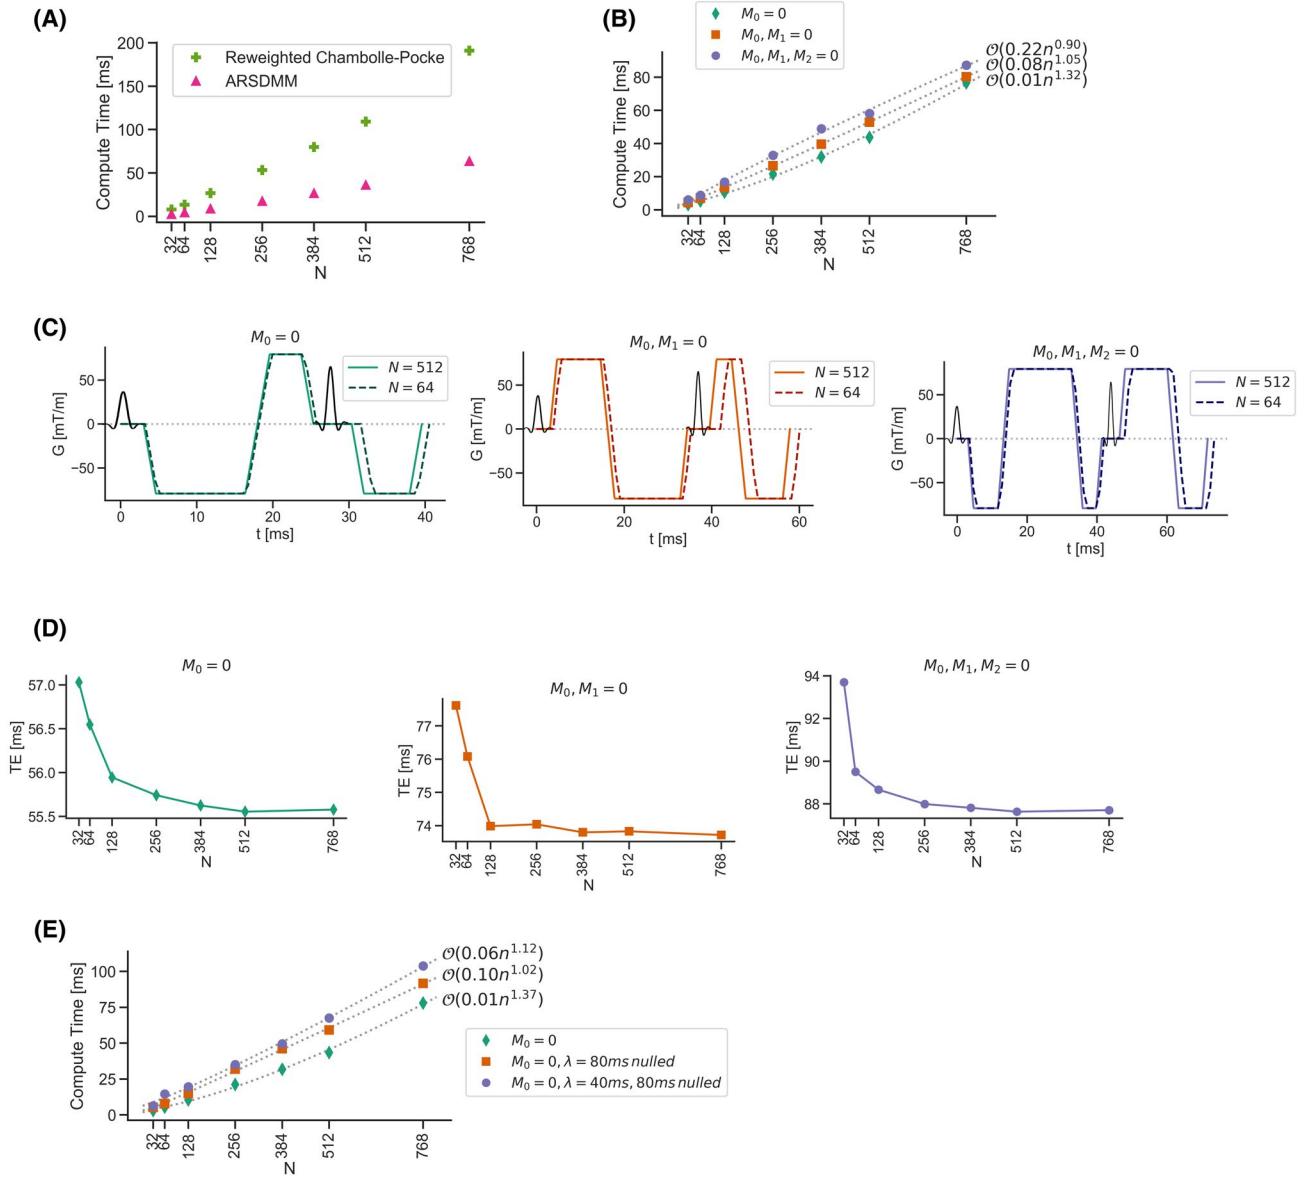 (A)
200
150
100
50
0
Compute Time [ms]
Reweighted Chambolle-Pocke
ARSDMM
32
64
128
256
384
512
768
N
(B)
M₀ = 0
M₀, M₁ = 0
M₀, M₁, M₂ = 0
80
60
40
20
0
Compute Time [ms]
𝒪(0.22n^0.90)
𝒪(0.08n^1.05)
𝒪(0.01n^1.32)
32
64
128
256
384
512
768
N
(C)
M₀ = 0
50
0
−50
G [mT/m]
N = 512
N = 64
0 10 20 30 40
t [ms]
M₀, M₁ = 0
50
0
−50
G [mT/m]
N = 512
N = 64
0 20 40 60
t [ms]
M₀, M₁, M₂ = 0
50
0
−50
G [mT/m]
N = 512
N = 64
0 20 40 60
t [ms]
(D)
M₀ = 0
57.0
56.5
56.0
55.5
TE [ms]
32
64
128
256
384
512
768
N
M₀, M₁ = 0
77
76
75
74
TE [ms]
32
64
128
256
384
512
768
N
M₀, M₁, M₂ = 0
94
92
90
88
TE [ms]
32
64
128
256
384
512
768
N
(E)
100
75
50
25
0
Compute Time [ms]
𝒪(0.06n^1.12)
𝒪(0.10n^1.02)
𝒪(0.01n^1.37)
32
64
128
256
384
512
768
N
M₀ = 0
M₀ = 0, λ = 80ms nulled
M₀ = 0, λ = 40ms, 80ms nulled